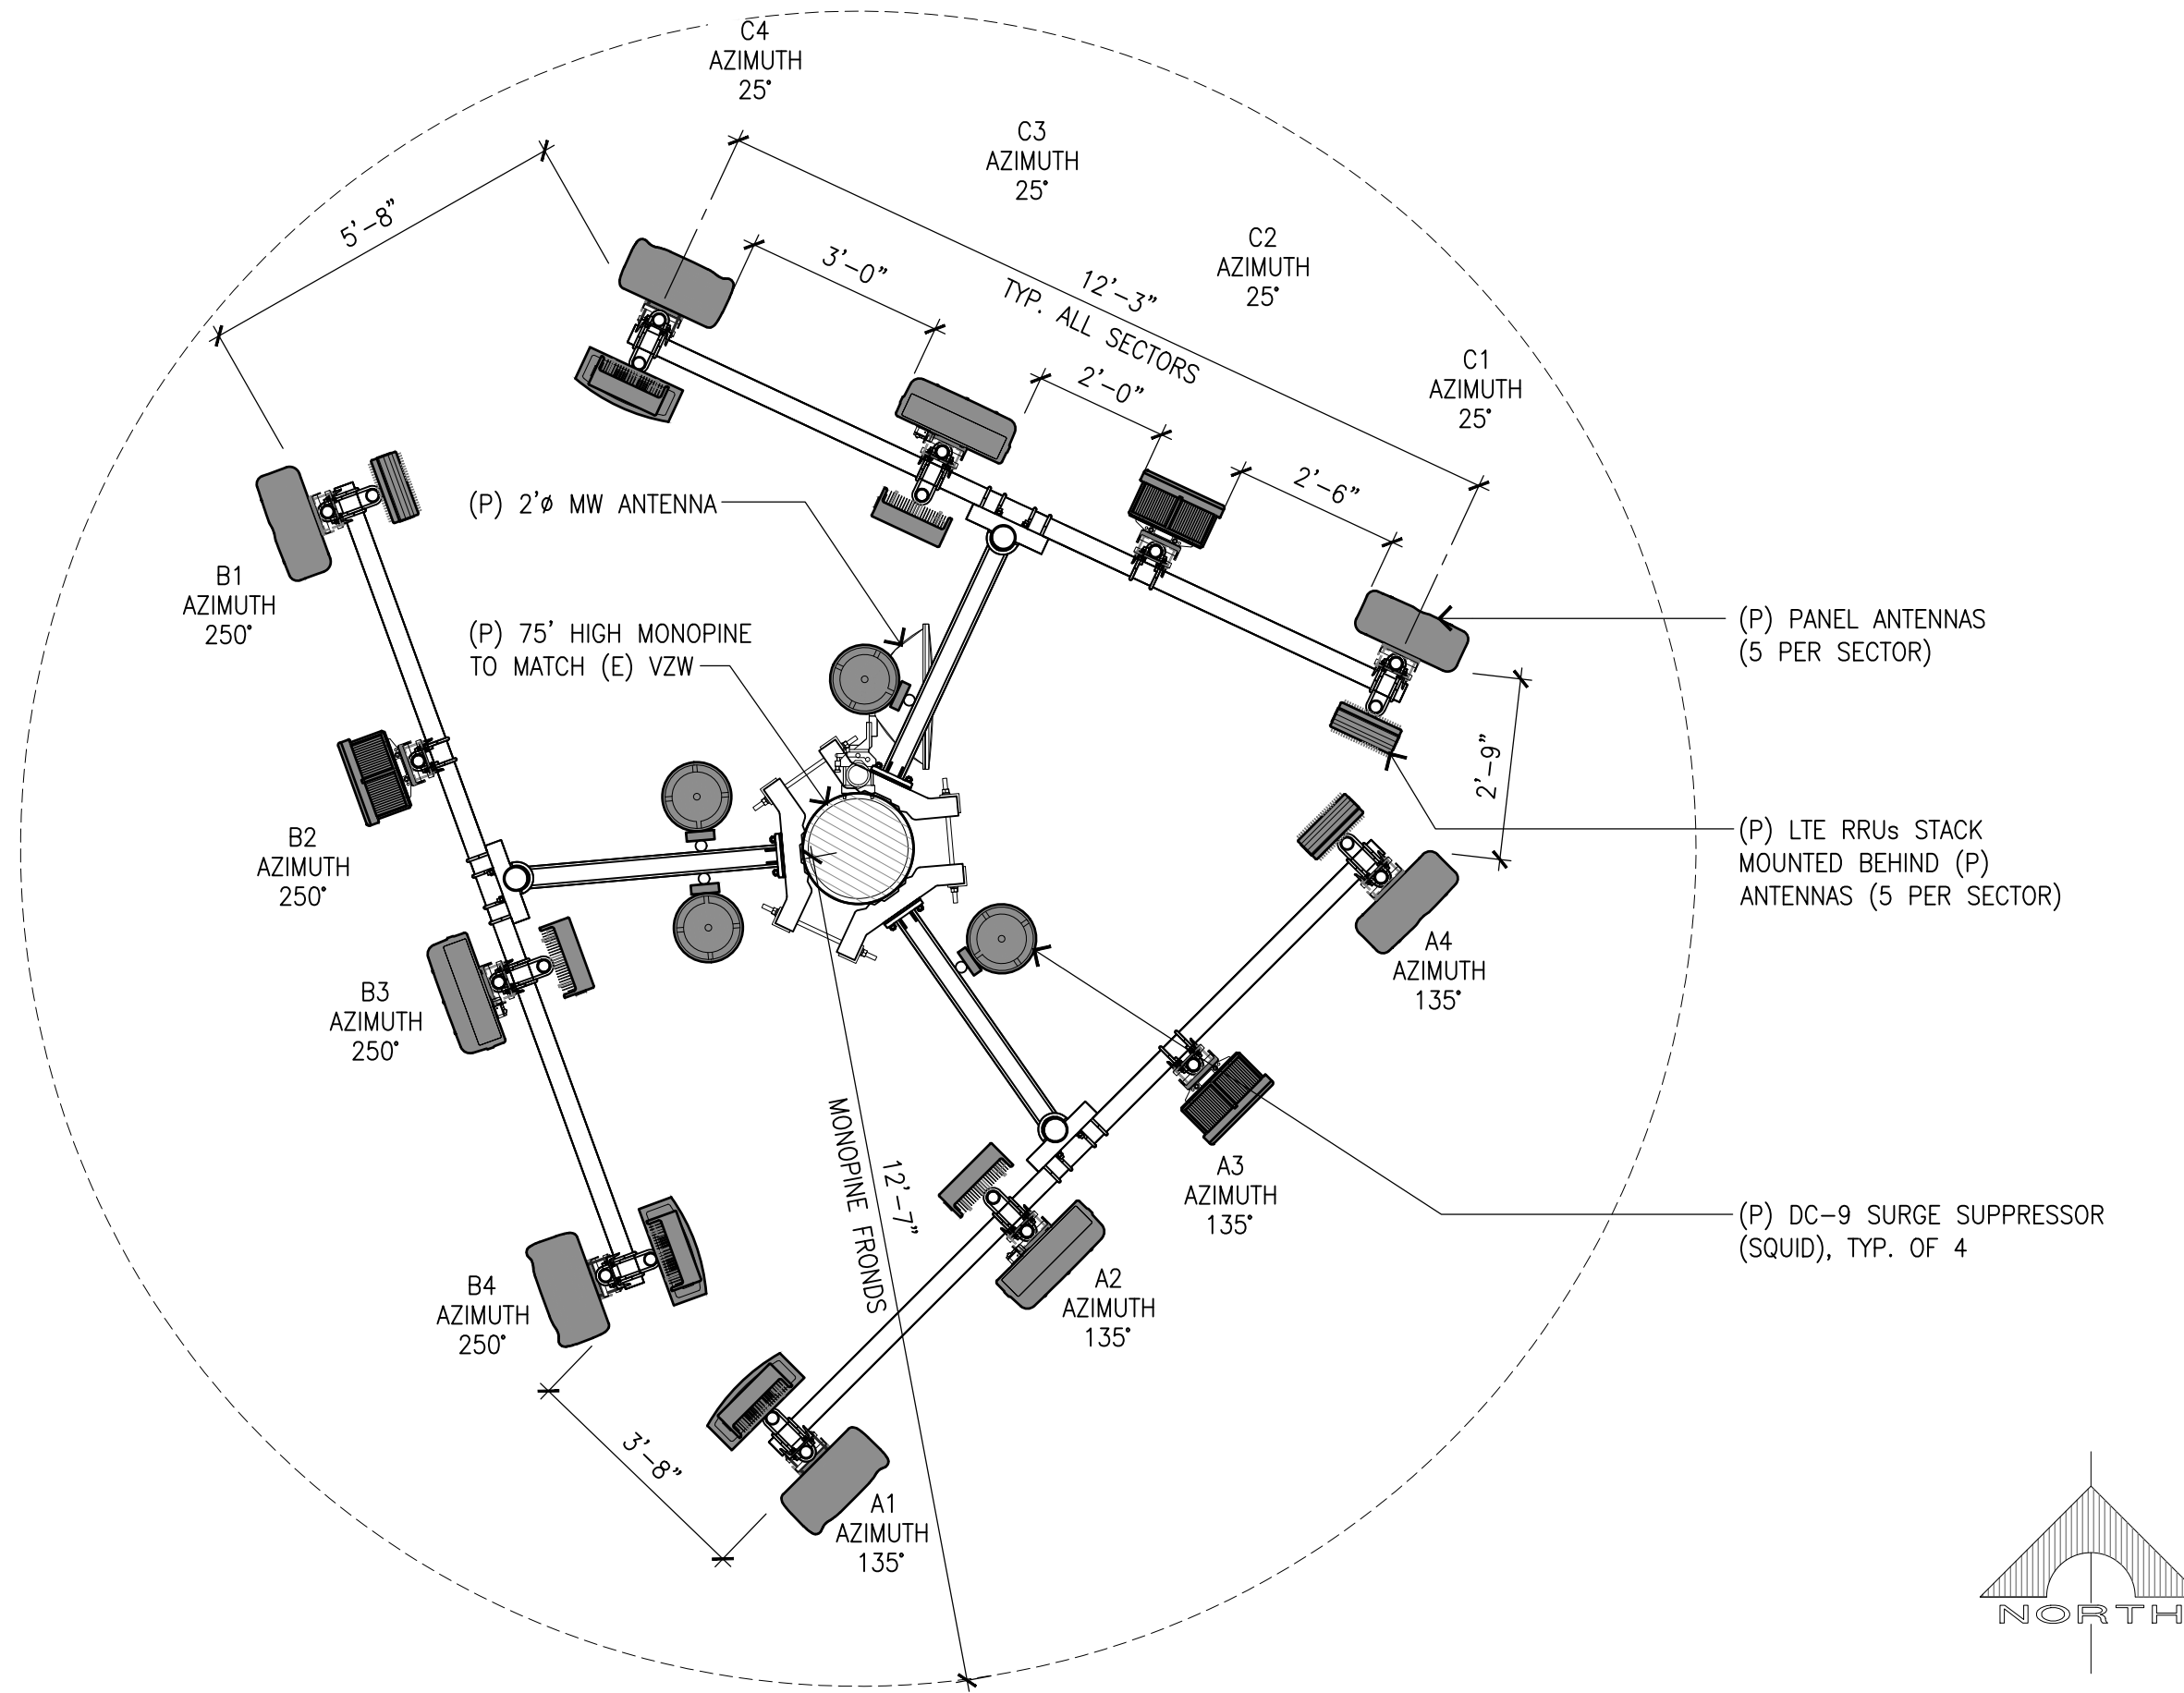 C4
AZIMUTH
25°
C3
AZIMUTH
25°
C2
AZIMUTH
25°
C1
AZIMUTH
25°
5'-8"
3'-0"
12'-3"
TYP. ALL SECTORS
2'-0"
2'-6"
(P) 2'ø MW ANTENNA
(P) 75' HIGH MONOPINE
TO MATCH (E) VZW
B1
AZIMUTH
250°
(P) PANEL ANTENNAS
(5 PER SECTOR)
2'-9"
(P) LTE RRUs STACK
MOUNTED BEHIND (P)
ANTENNAS (5 PER SECTOR)
B2
AZIMUTH
250°
A4
AZIMUTH
135°
B3
AZIMUTH
250°
A3
AZIMUTH
135°
12'-7"
MONOPINE FRONDS
(P) DC-9 SURGE SUPPRESSOR
(SQUID), TYP. OF 4
B4
AZIMUTH
250°
A2
AZIMUTH
135°
3'-8"
A1
AZIMUTH
135°
NORTH